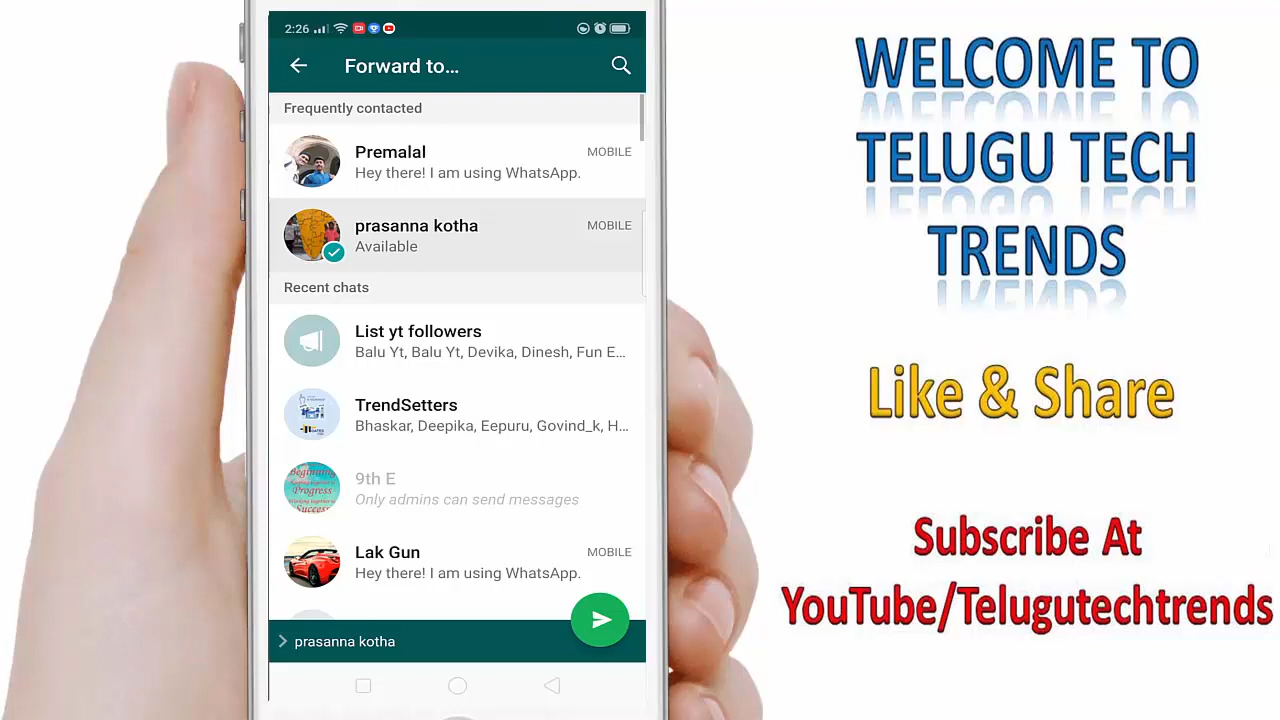 2:26
Forward to...
Frequently contacted
Premalal MOBILE
Hey there! I am using WhatsApp.
prasanna kotha MOBILE
Available
Recent chats
List yt followers
Balu Yt, Balu Yt, Devika, Dinesh, Fun E...
TrendSetters
Bhaskar, Deepika, Eepuru, Govind_k, H...
9th E
Only admins can send messages
Beginning
Progress
Success
Lak Gun MOBILE
Hey there! I am using WhatsApp.
prasanna kotha
WELCOME TO
TELUGU TECH
TRENDS
Like & Share
Subscribe At
YouTube/Telugutechtrends